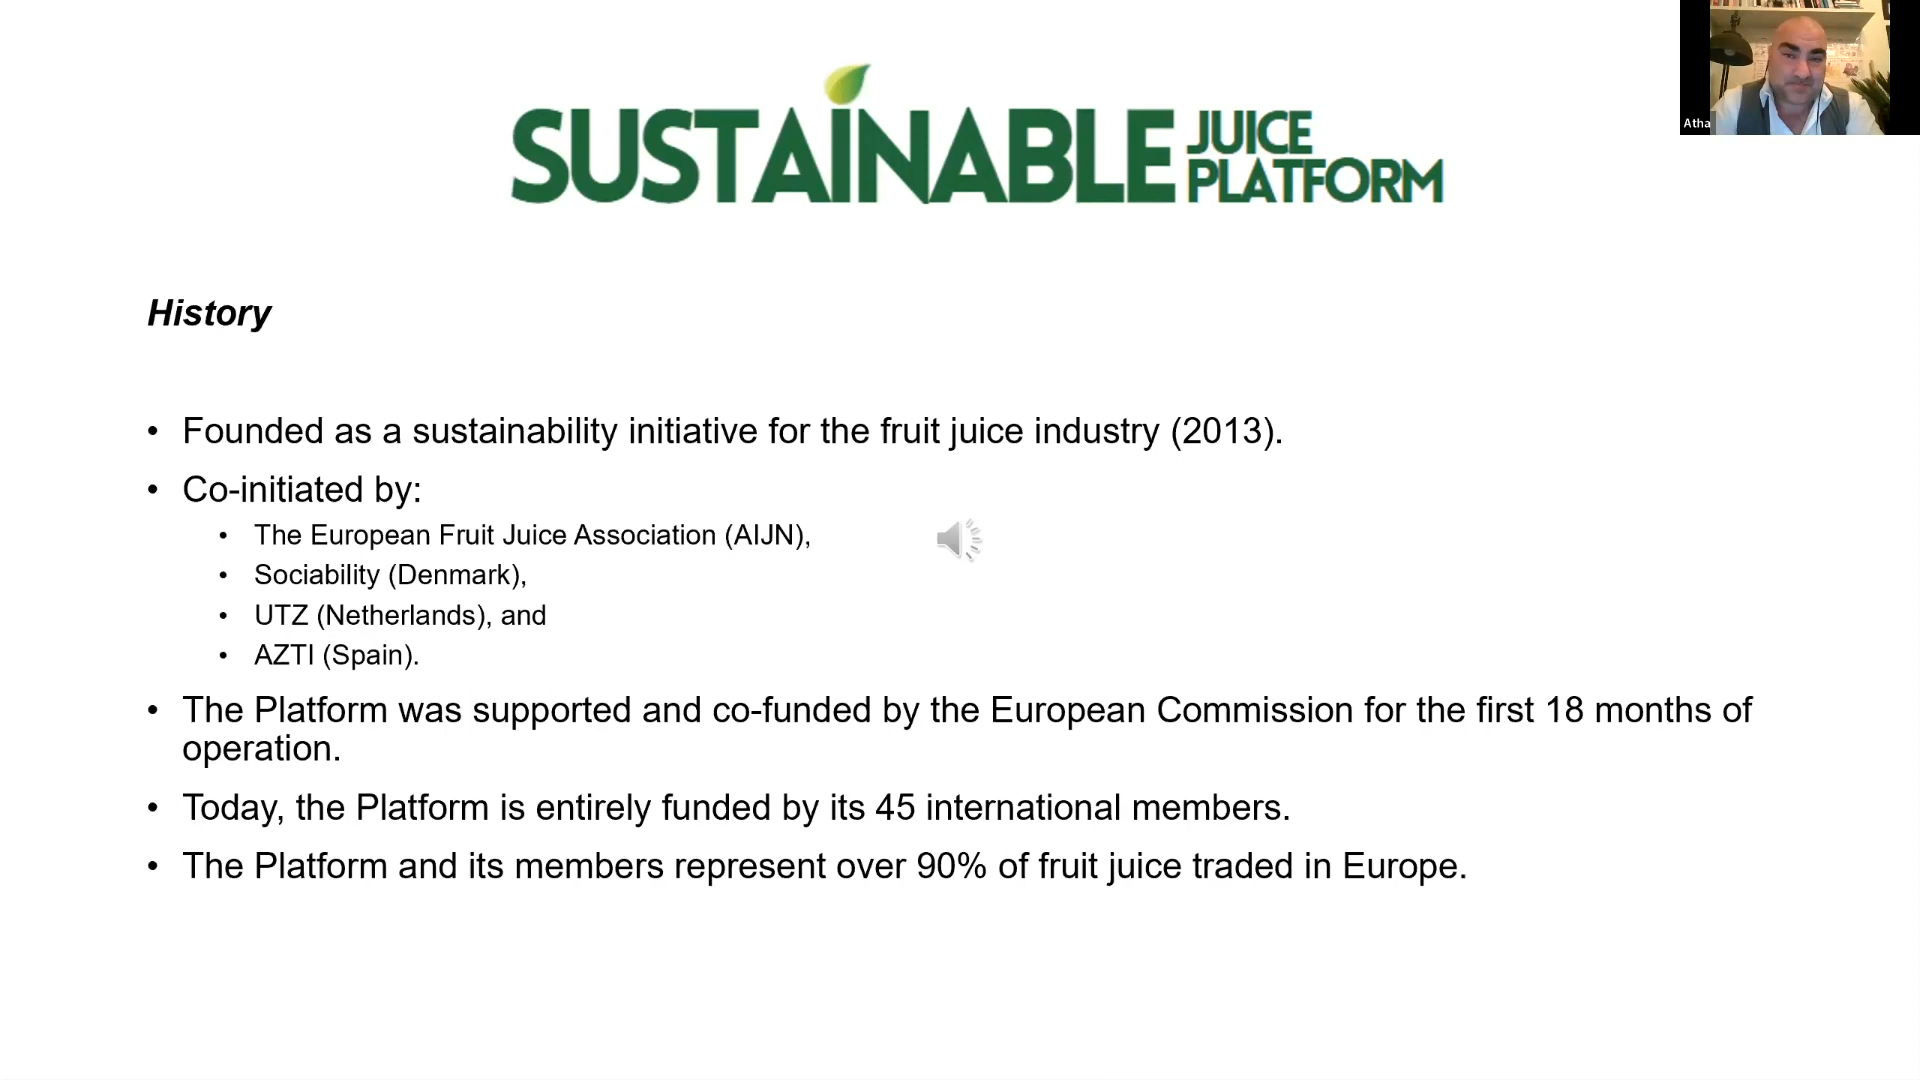 SUSTAINABLE JUICE PLATFORM
Atha
History
• Founded as a sustainability initiative for the fruit juice industry (2013).
• Co-initiated by:
• The European Fruit Juice Association (AIJN),
• Sociability (Denmark),
• UTZ (Netherlands), and
• AZTI (Spain).
• The Platform was supported and co-funded by the European Commission for the first 18 months of
operation.
• Today, the Platform is entirely funded by its 45 international members.
• The Platform and its members represent over 90% of fruit juice traded in Europe.